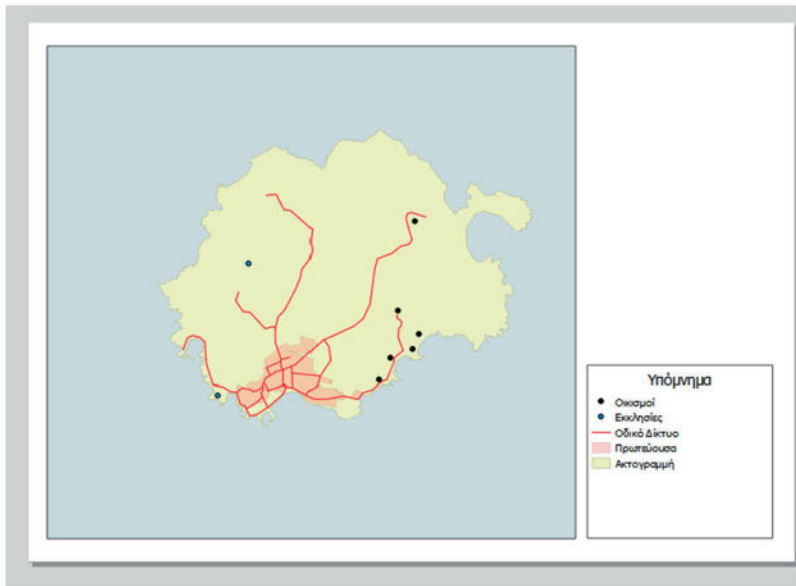 Υπόμνημα
Οικισμοί
Εκκλησίες
Οδικό Δίκτυο
Πρωτεύουσα
Ακτογραμμή